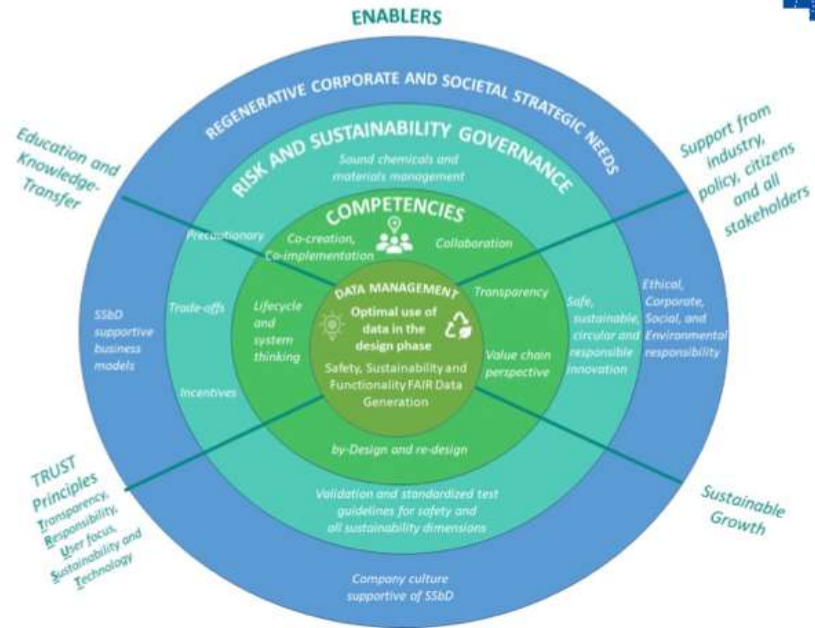 ENABLERS
REGENERATIVE CORPORATE AND SOCIETAL STRATEGIC NEEDS
Education and
Knowledge-
Transfer
Support from
industry,
policy, citizens
and all
stakeholders
RISK AND SUSTAINABILITY GOVERNANCE
Sound chemicals and
materials management
COMPETENCIES
Precautionary
Co-creation,
Co-implementation
Collaboration
DATA MANAGEMENT
Optimal use of
data in the
design phase
Safety, Sustainability and
Functionality FAIR Data
Generation
Transparency
Value chain
perspective
Lifecycle
and
system
thinking
Trade-offs
Incentives
SSbD
supportive
business
models
Safe,
sustainable,
circular and
responsible
innovation
Ethical,
Corporate,
Social, and
Environmental
responsibility
by-Design and re-design
Validation and standardized test
guidelines for safety and
all sustainability dimensions
Company culture
supportive of SSbD
TRUST
Principles
Transparency,
Responsibility,
User focus,
Sustainability and
Technology
Sustainable
Growth